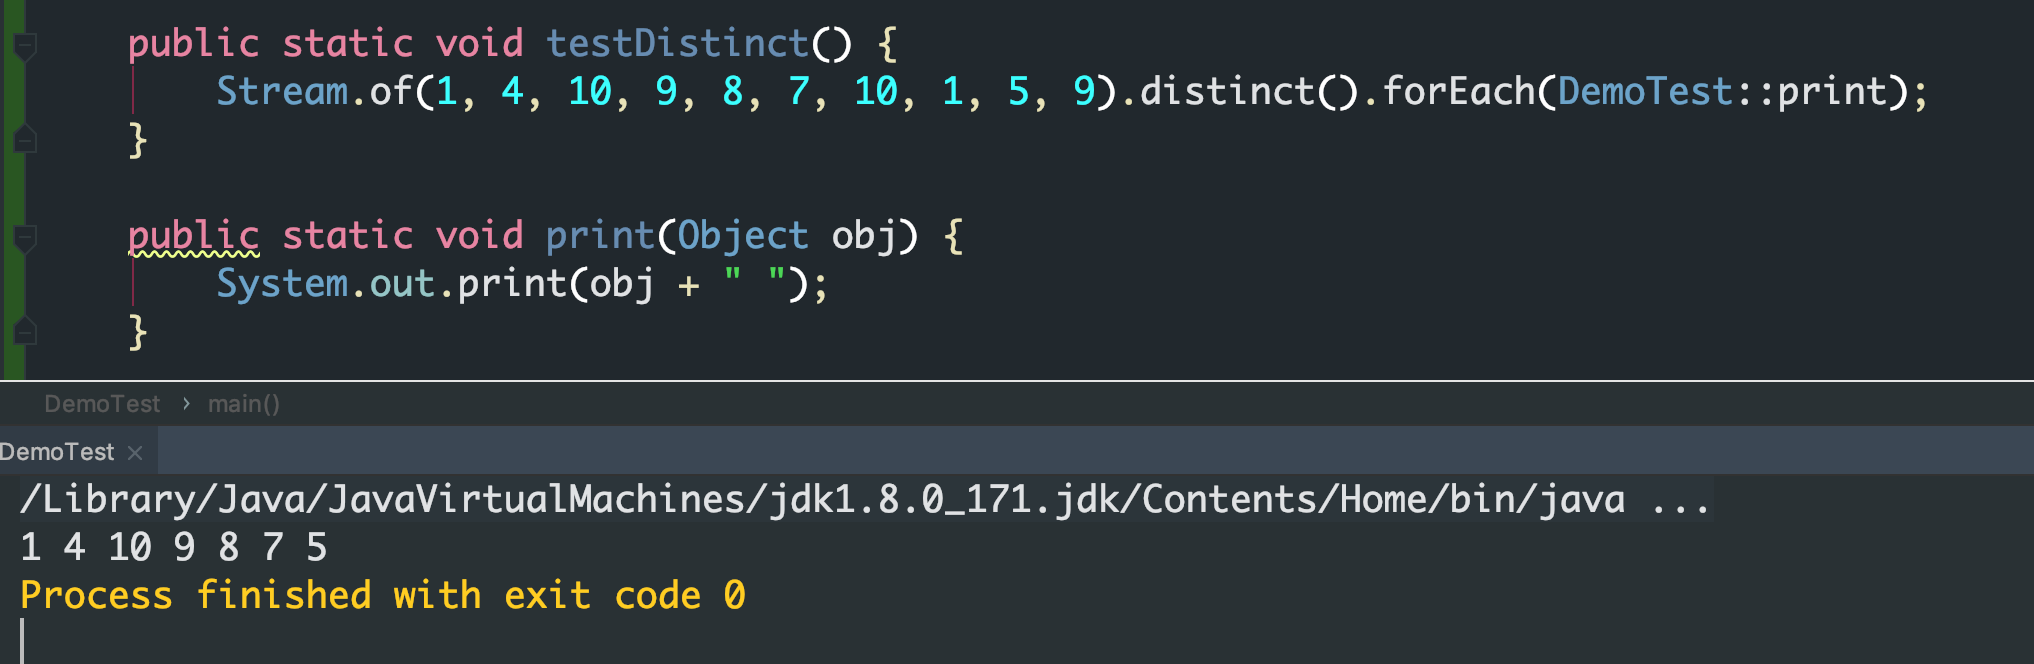 public static void testDistinct() {
    Stream.of(1, 4, 10, 9, 8, 7, 10, 1, 5, 9).distinct().forEach(DemoTest::print);
}
public static void print(Object obj) {
    System.out.print(obj + " ");
}
DemoTest › main()
DemoTest ×
/Library/Java/JavaVirtualMachines/jdk1.8.0_171.jdk/Contents/Home/bin/java ...
1 4 10 9 8 7 5
Process finished with exit code 0